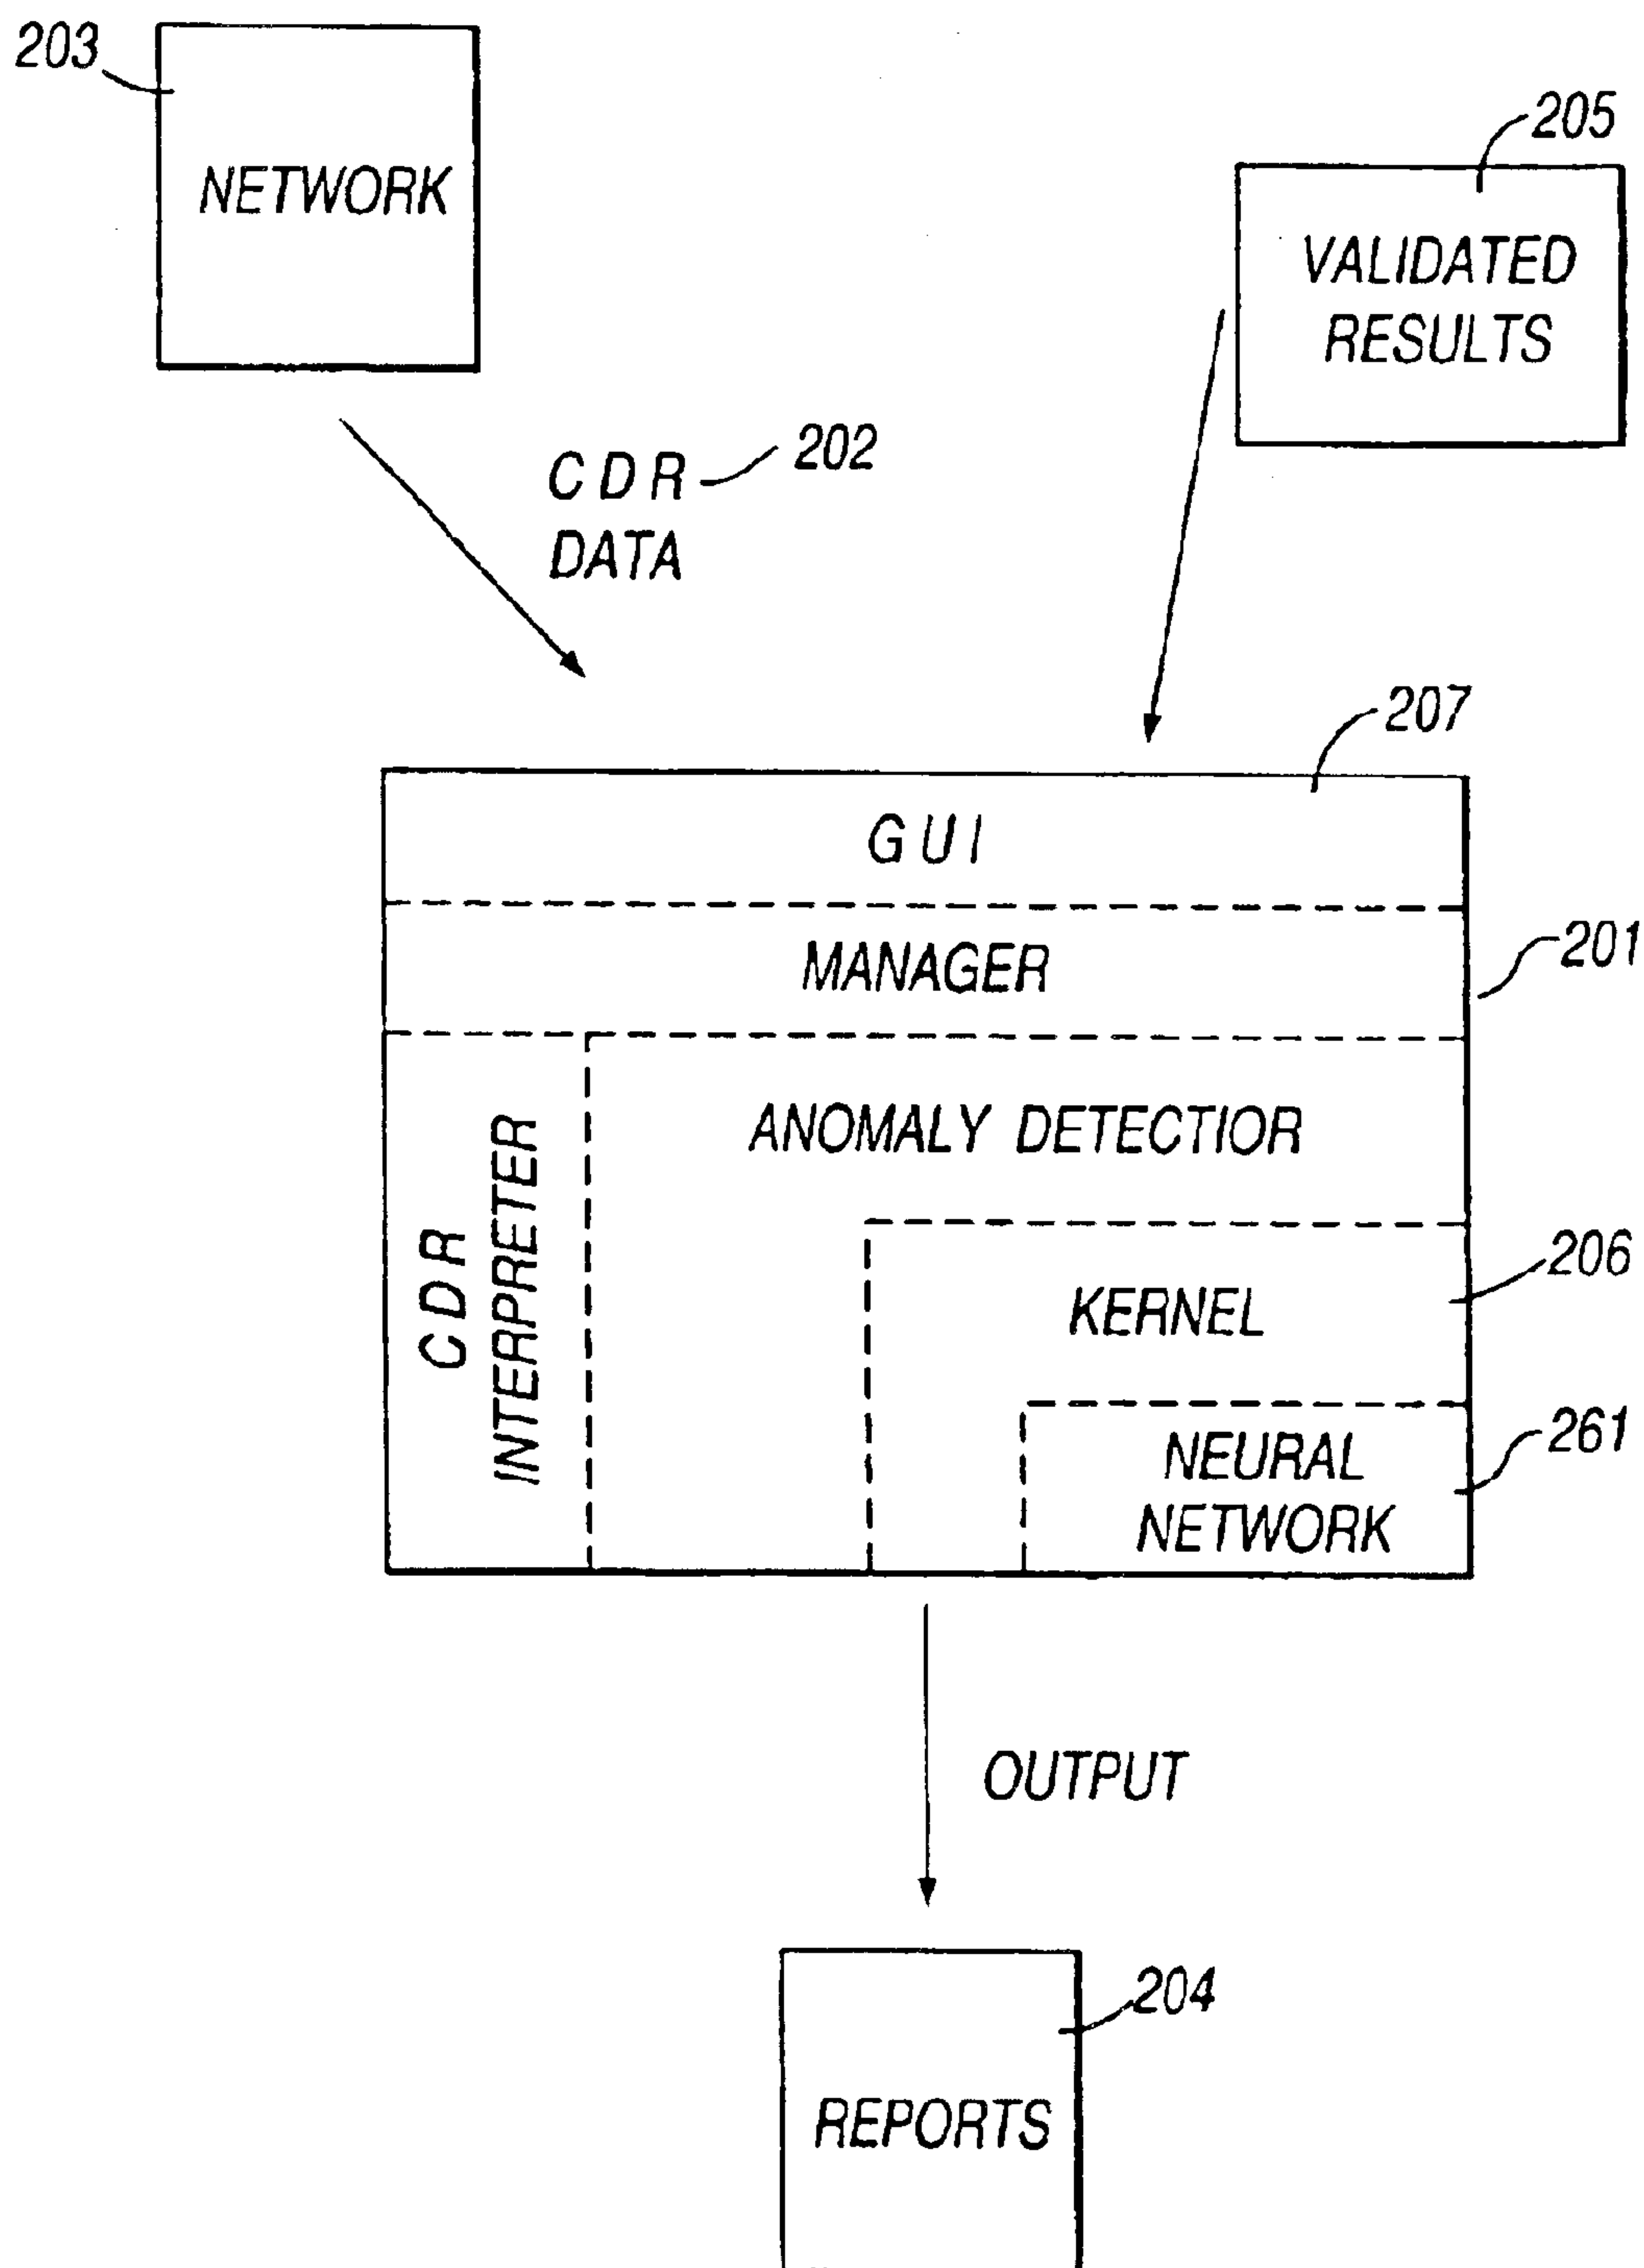 203
NETWORK
205
VALIDATED
RESULTS
CDR
202
DATA
207
GUI
MANAGER
201
ANOMALY DETECTIOR
CDR
INTERPRETER
206
KERNEL
261
NEURAL
NETWORK
OUTPUT
204
REPORTS